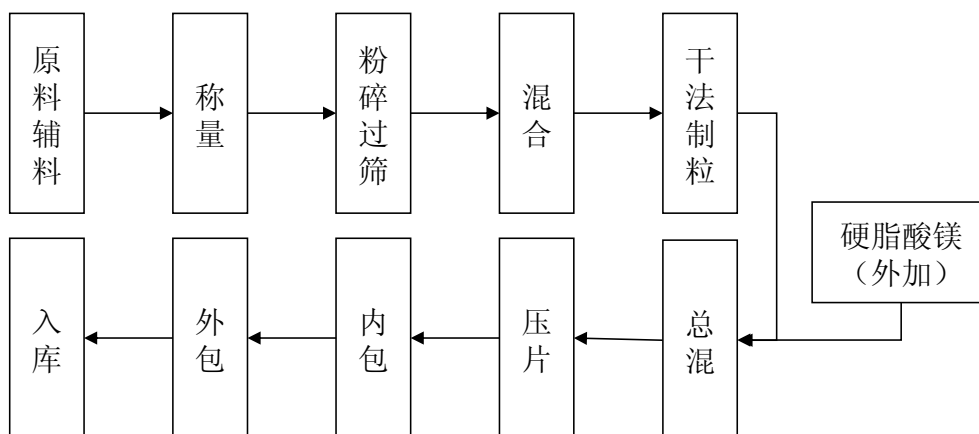 原料辅料
称量
粉碎过筛
混合
干法制粒
硬脂酸镁
（外加）
总混
压片
内包
外包
入库